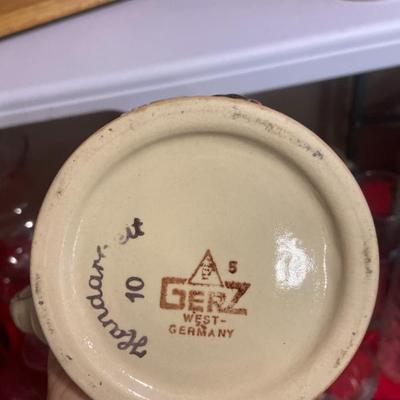 Handarbeit
10
5
GERZ
WEST-
GERMANY